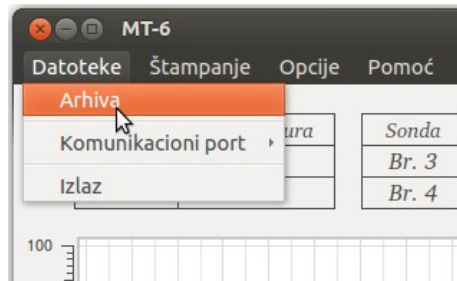 MT-6
Datoteke Štampanje Opcije Pomoć
Arhiva
ura Sonda
Komunikacioni port
Br. 3
Izlaz
Br. 4
100